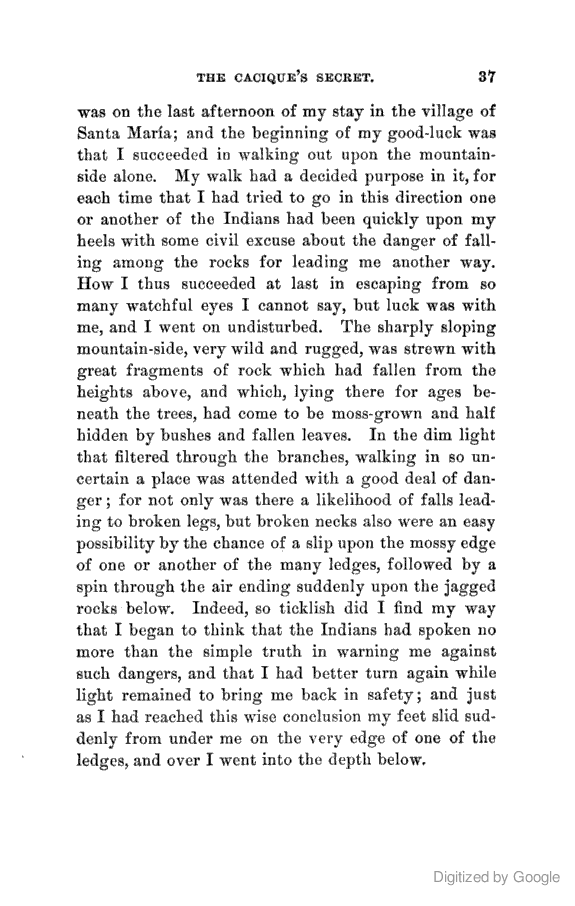 THE CACIQUE'S SECRET. 37
was on the last afternoon of my stay in the village of
Santa María; and the beginning of my good-luck was
that I succeeded in walking out upon the mountain-
side alone. My walk had a decided purpose in it, for
each time that I had tried to go in this direction one
or another of the Indians had been quickly upon my
heels with some civil excuse about the danger of fall-
ing among the rocks for leading me another way.
How I thus succeeded at last in escaping from so
many watchful eyes I cannot say, but luck was with
me, and I went on undisturbed. The sharply sloping
mountain-side, very wild and rugged, was strewn with
great fragments of rock which had fallen from the
heights above, and which, lying there for ages be-
neath the trees, had come to be moss-grown and half
hidden by bushes and fallen leaves. In the dim light
that filtered through the branches, walking in so un-
certain a place was attended with a good deal of dan-
ger; for not only was there a likelihood of falls lead-
ing to broken legs, but broken necks also were an easy
possibility by the chance of a slip upon the mossy edge
of one or another of the many ledges, followed by a
spin through the air ending suddenly upon the jagged
rocks below. Indeed, so ticklish did I find my way
that I began to think that the Indians had spoken no
more than the simple truth in warning me against
such dangers, and that I had better turn again while
light remained to bring me back in safety; and just
as I had reached this wise conclusion my feet slid sud-
denly from under me on the very edge of one of the
ledges, and over I went into the depth below.
Digitized by Google